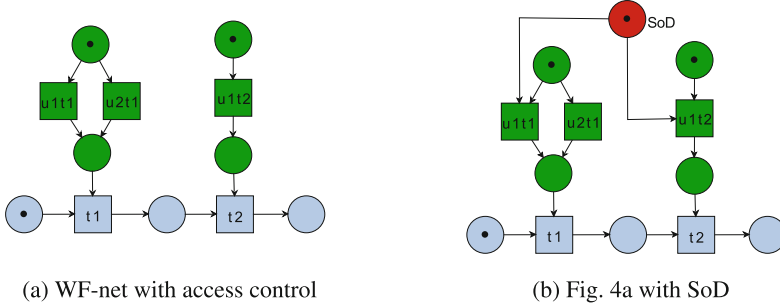 SoD
u1t1 u2t1 u1t2 u1t1 u2t1 u1t2
t1 t2 t1 t2
(a) WF-net with access control (b) Fig. 4a with SoD